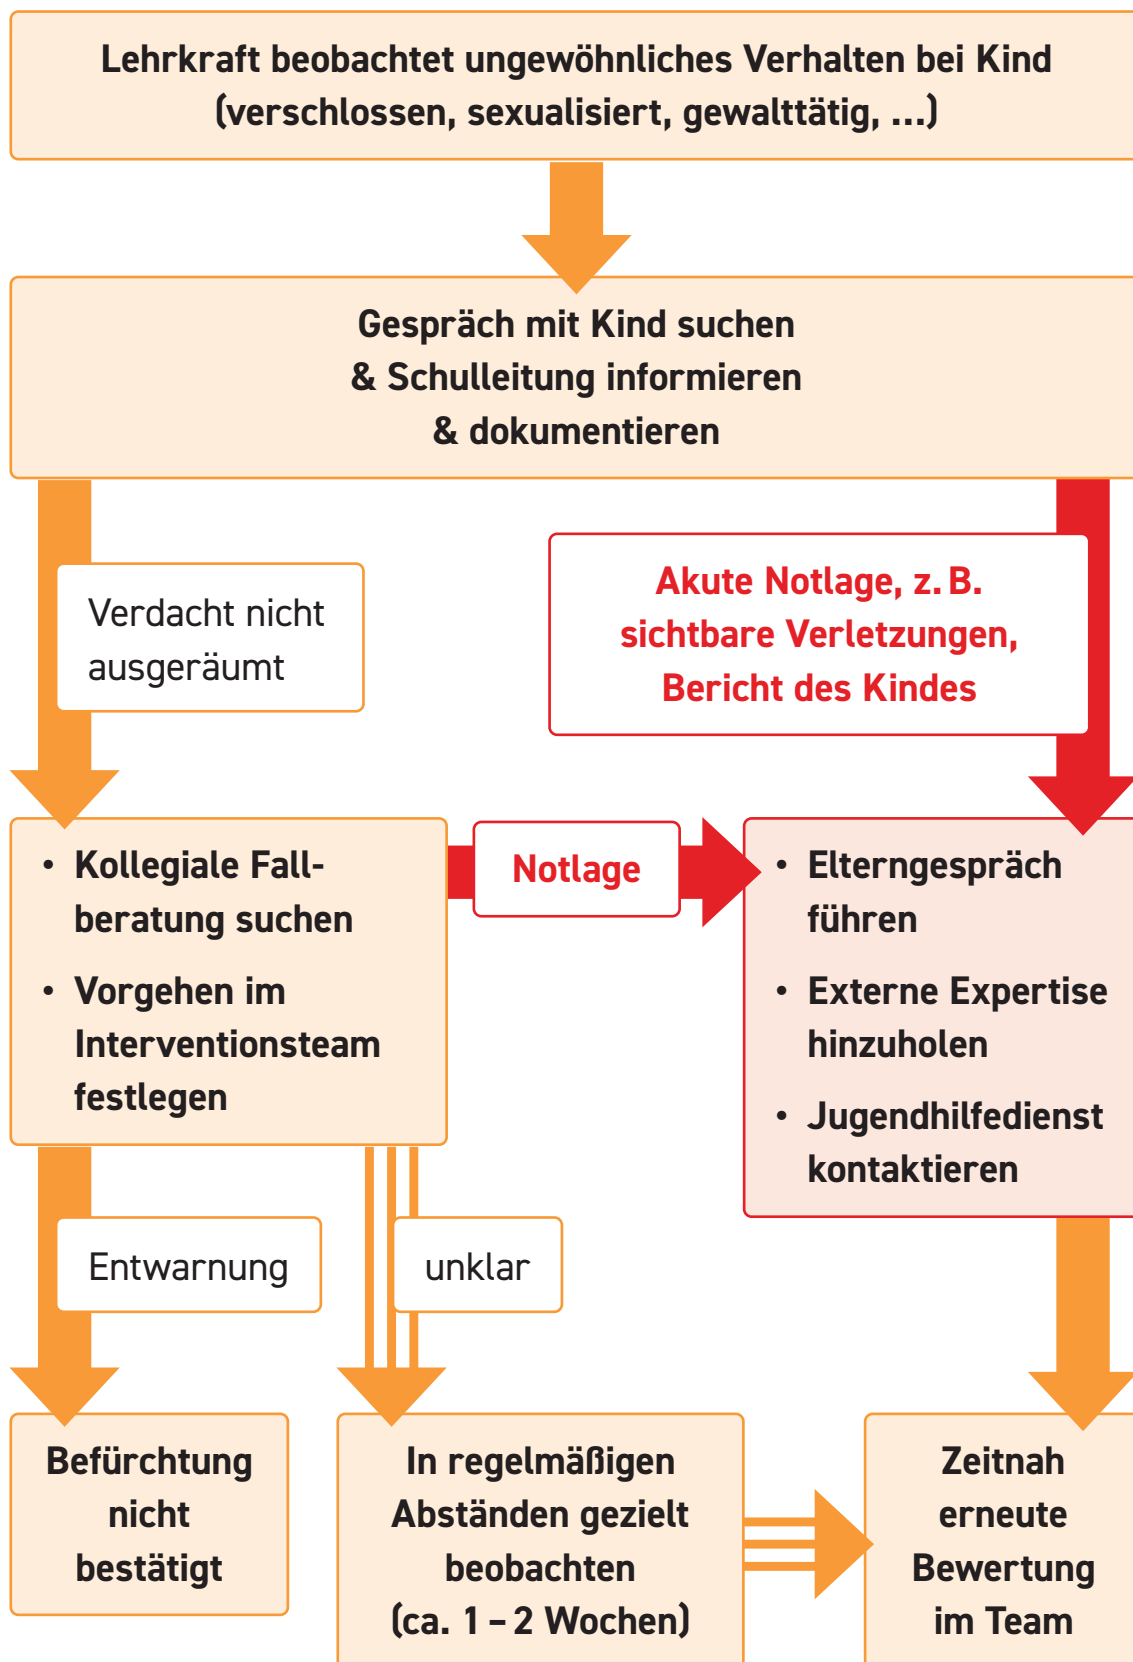 Lehrkraft beobachtet ungewöhnliches Verhalten bei Kind
(verschlossen, sexualisiert, gewalttätig, …)
Gespräch mit Kind suchen
& Schulleitung informieren
& dokumentieren
Verdacht nicht
ausgeräumt
Akute Notlage, z. B.
sichtbare Verletzungen,
Bericht des Kindes
• Kollegiale Fall-
beratung suchen
• Vorgehen im
Interventionsteam
festlegen
Notlage
• Elterngespräch
führen
• Externe Expertise
hinzuholen
• Jugendhilfedienst
kontaktieren
Entwarnung
unklar
Befürchtung
nicht
bestätigt
In regelmäßigen
Abständen gezielt
beobachten
(ca. 1 – 2 Wochen)
Zeitnah
erneute
Bewertung
im Team